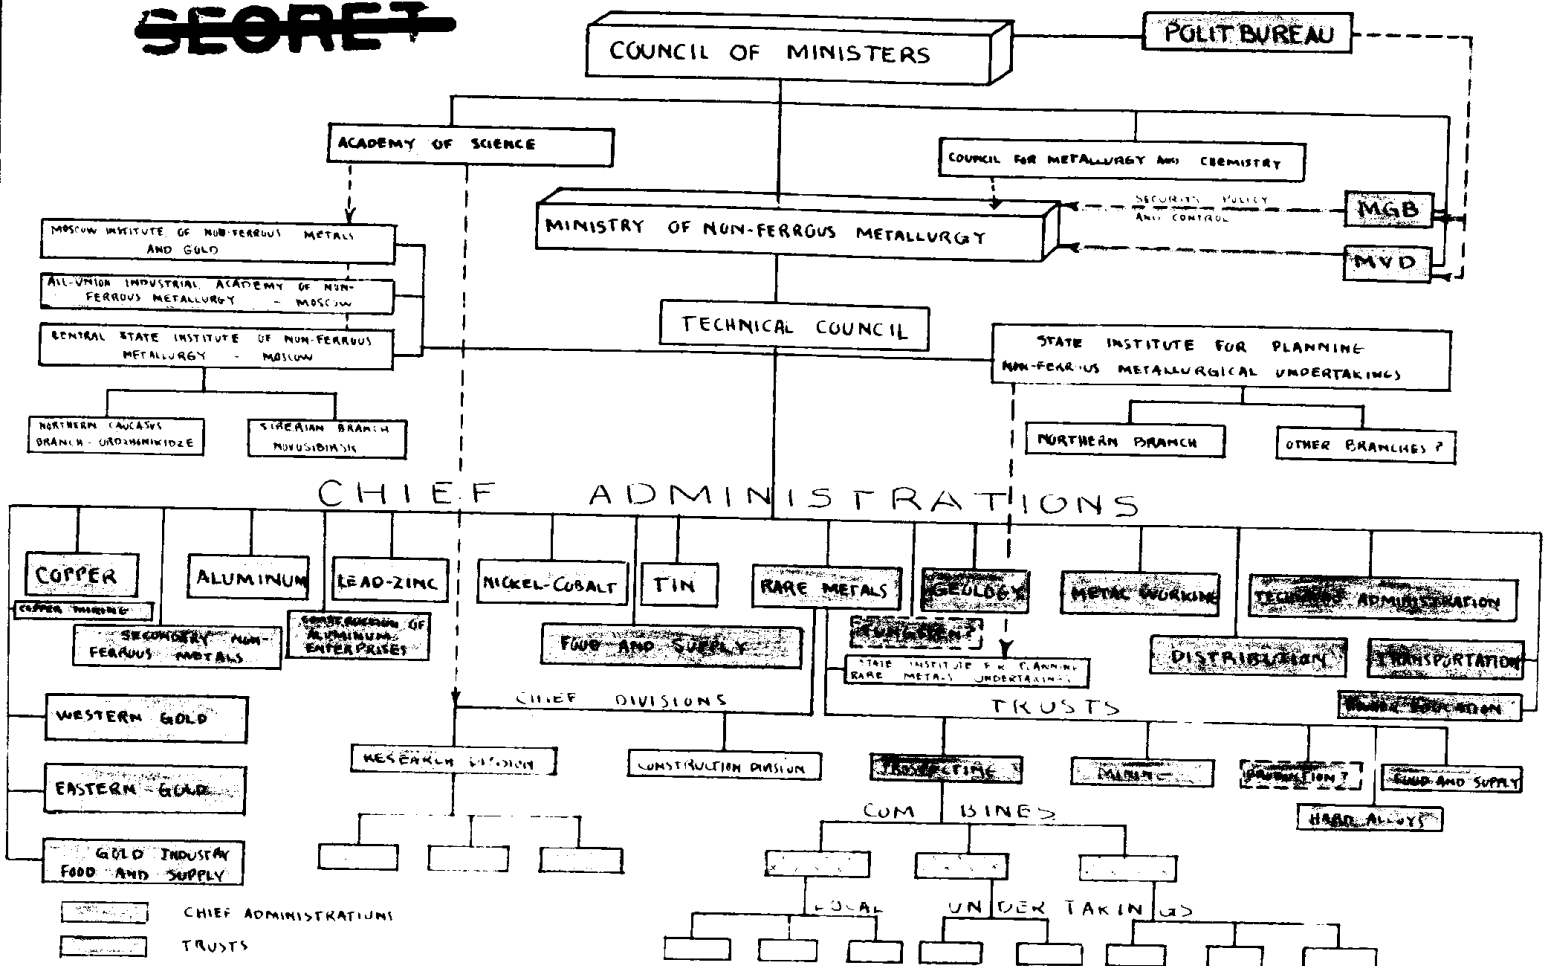 SECRET
COUNCIL OF MINISTERS
POLITBUREAU
ACADEMY OF SCIENCE
COUNCIL FOR METALLURGY AND CHEMISTRY
MINISTRY OF NON-FERROUS METALLURGY
SECURITY POLICY
AND CONTROL
MGB
MVD
MOSCOW INSTITUTE OF NON-FERROUS METALS
AND GOLD
ALL-UNION INDUSTRIAL ACADEMY OF NON-
FERROUS METALLURGY - MOSCOW
CENTRAL STATE INSTITUTE OF NON-FERROUS
METALLURGY - MOSCOW
TECHNICAL COUNCIL
STATE INSTITUTE FOR PLANNING
NON-FERROUS METALLURGICAL UNDERTAKINGS
NORTHERN CAUCASUS
BRANCH - ORDZHONIKIDZE
SIBERIAN BRANCH
NOVOSIBIRSK
NORTHERN BRANCH
OTHER BRANCHES?
CHIEF ADMINISTRATIONS
COPPER
ALUMINUM
LEAD-ZINC
NICKEL-COBALT
TIN
RARE METALS
GEOLOGY
METAL WORKING
TECHNICAL ADMINISTRATION
COPPER MINING
SECONDRY NON-
FERROUS METALS
CONSTRUCTION OF
ALUMINUM
ENTERPRISES
FOOD AND SUPPLY
TUNGSTEN?
STATE INSTITUTE FOR PLANNING
RARE METALS UNDERTAKINGS
DISTRIBUTION
TRANSPORTATION
EDUCATION
WESTERN GOLD
CHIEF DIVISIONS
TRUSTS
RESEARCH DIVISION
CONSTRUCTION DIVISION
PROSPECTING
MINING
PRODUCTION?
FOOD AND SUPPLY
EASTERN GOLD
HARD ALLOYS
COMBINES
GOLD INDUSTRY
FOOD AND SUPPLY
LOCAL UNDERTAKINGS
CHIEF ADMINISTRATIONS
TRUSTS